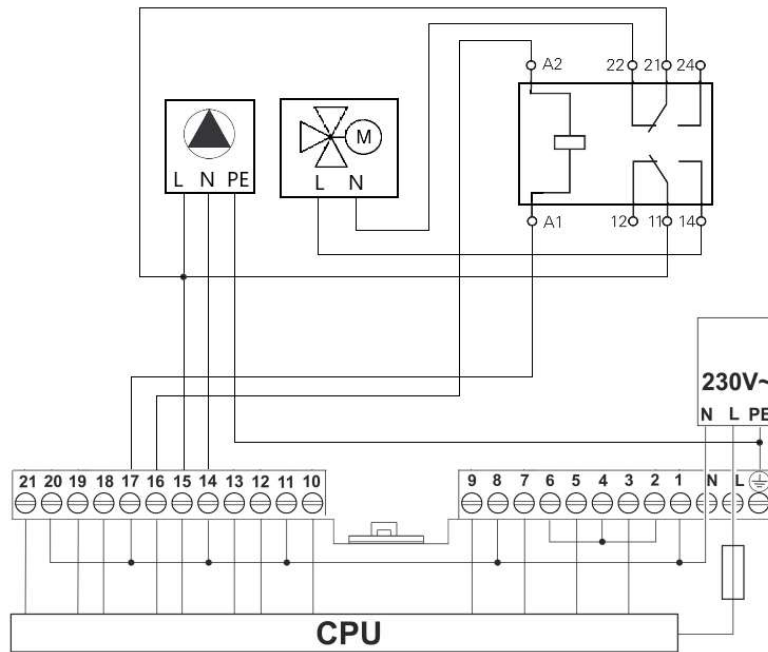 A2 22 21 24
M
L N PE
L N
A1 12 11 14
230V~
N L PE
21 20 19 18 17 16 15 14 13 12 11 10
9 8 7 6 5 4 3 2 1 N L
CPU